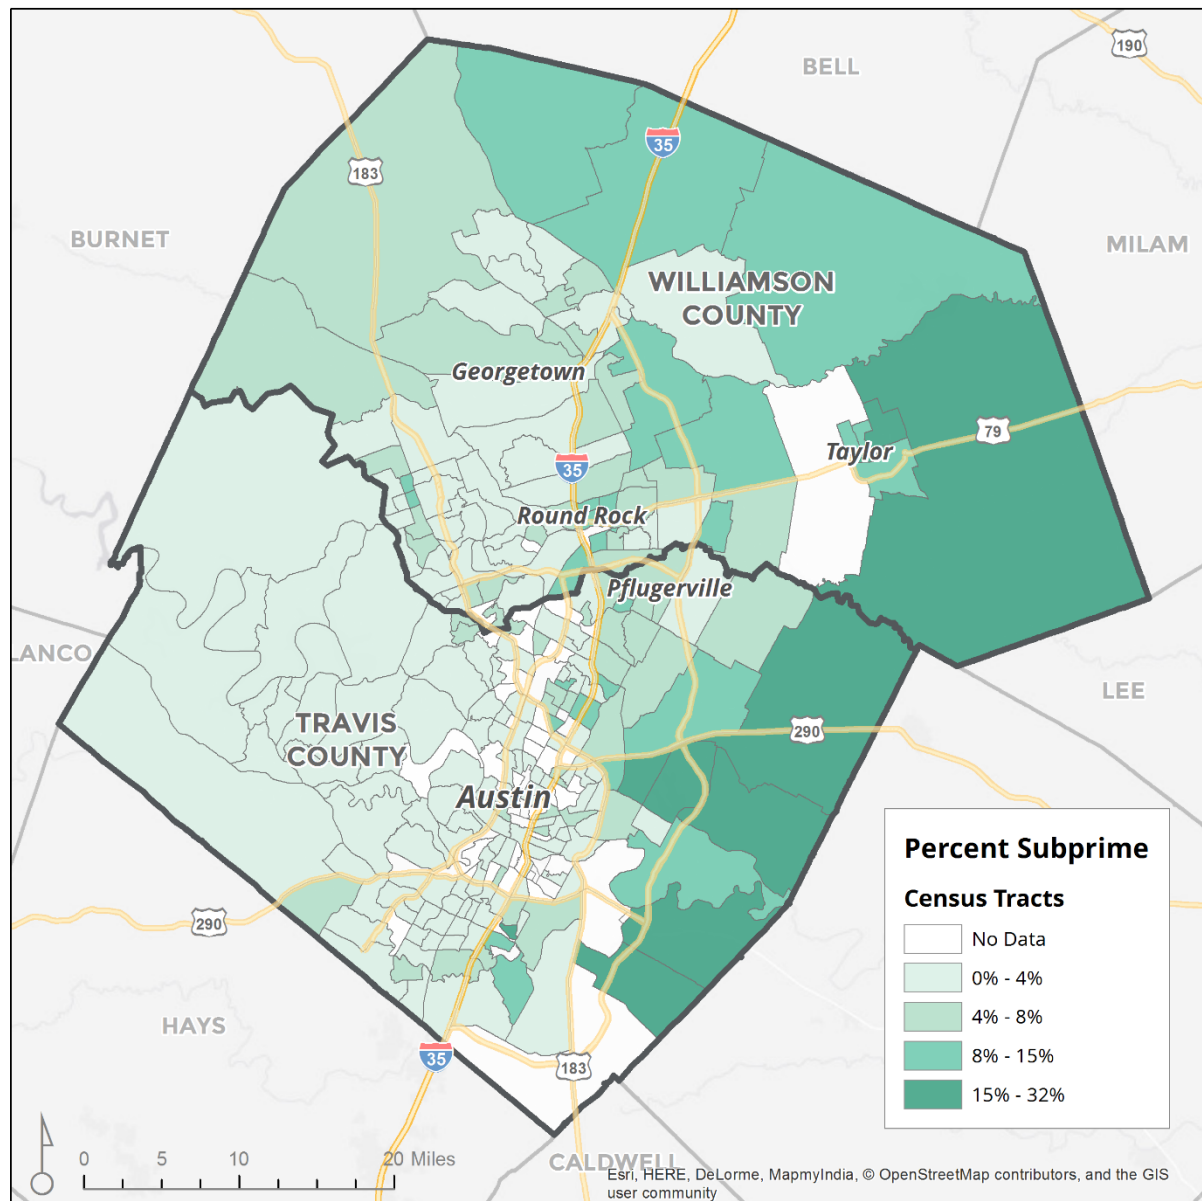 190
BELL
35
183
BURNET
MILAM
WILLIAMSON
COUNTY
Georgetown
79
Taylor
35
Round Rock
Pflugerville
LANCO
LEE
TRAVIS
COUNTY
290
Austin
Percent Subprime
Census Tracts
No Data
0% - 4%
4% - 8%
8% - 15%
15% - 32%
290
HAYS
35
183
0 5 10 20 Miles
CALDWELL
Esri, HERE, DeLorme, MapmyIndia, © OpenStreetMap contributors, and the GIS
user community